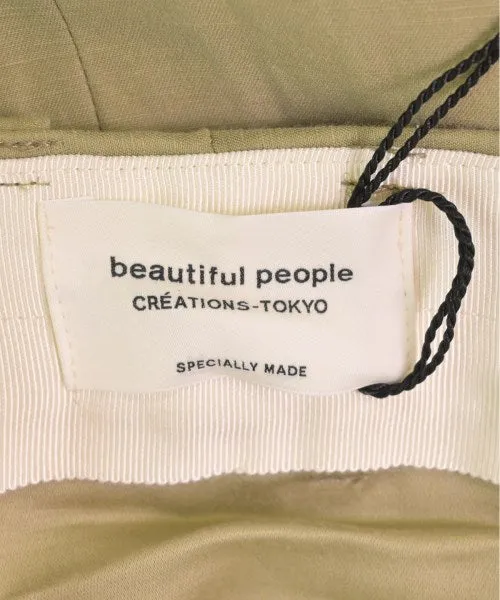 beautiful people
CRÉATIONS-TOKYO
SPECIALLY MADE